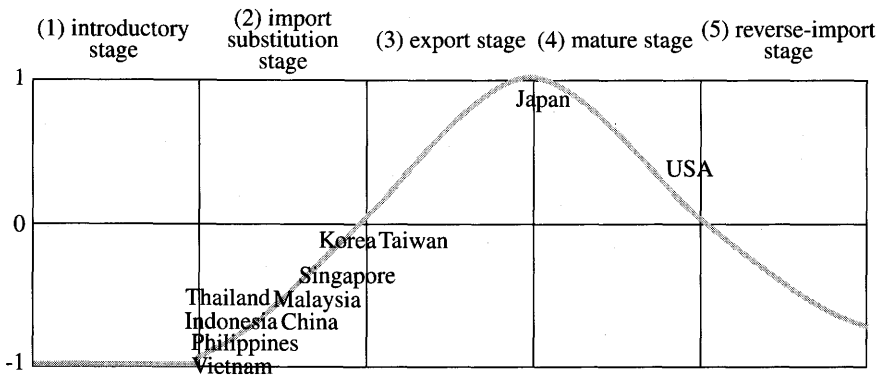 (1) introductory
stage
(2) import
substitution
stage
(3) export stage
(4) mature stage
(5) reverse-import
stage
1
Japan
USA
0
Korea Taiwan
Singapore
Thailand Malaysia
Indonesia China
Philippines
-1
Vietnam